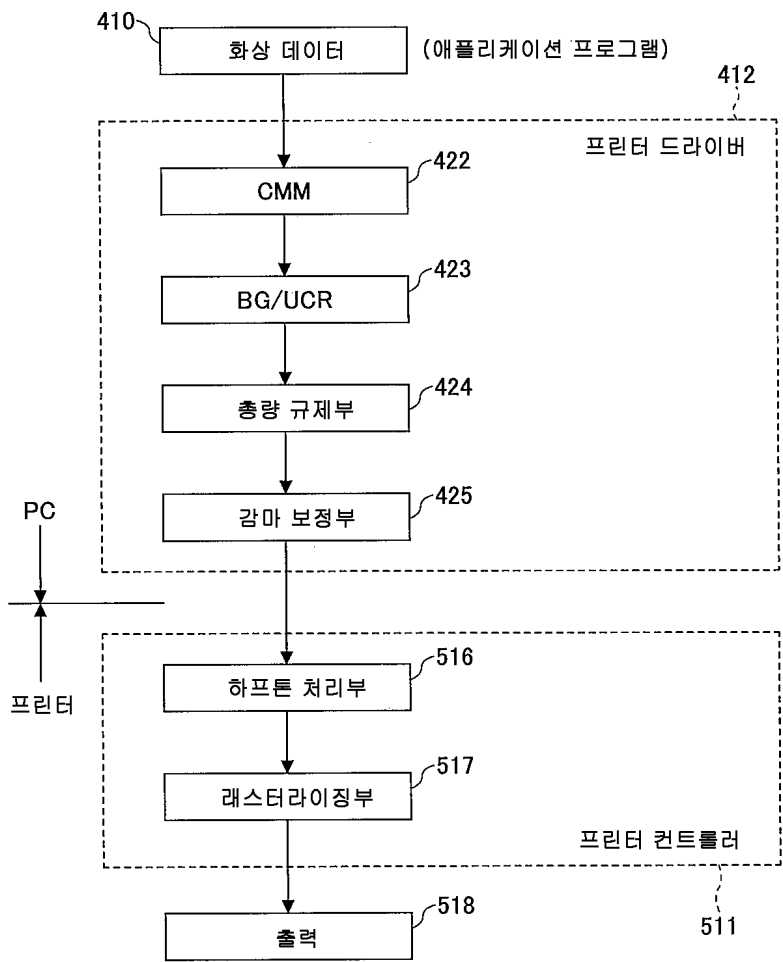 410
화상 데이터
(애플리케이션 프로그램)
412
프린터 드라이버
422
CMM
423
BG/UCR
424
총량 규제부
425
감마 보정부
PC
프린터
516
하프톤 처리부
517
래스터라이징부
프린터 컨트롤러
511
518
출력